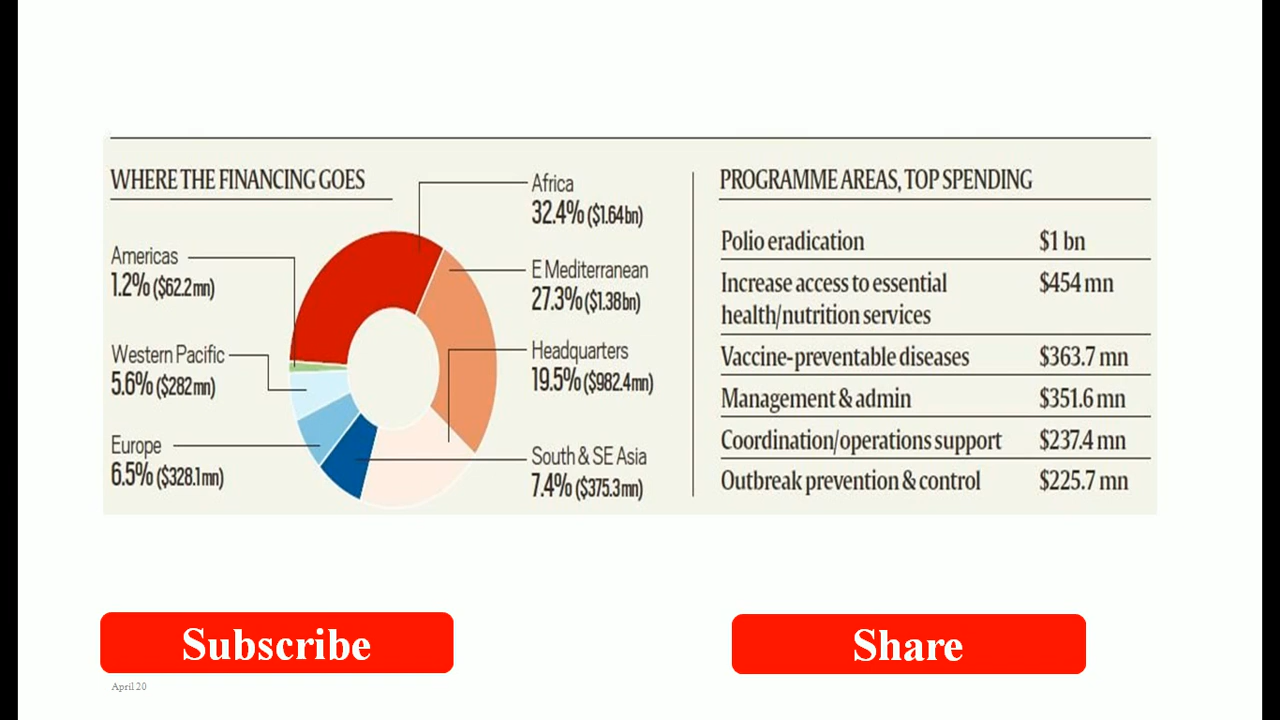 WHERE THE FINANCING GOES
Americas
1.2% ($62.2mn)
Western Pacific
5.6% ($282mn)
Europe
6.5% ($328.1mn)
Africa
32.4% ($1.64bn)
E Mediterranean
27.3% ($1.38bn)
Headquarters
19.5% ($982.4mn)
South & SE Asia
7.4% ($375.3mn)
PROGRAMME AREAS, TOP SPENDING
Polio eradication $1 bn
Increase access to essential $454 mn
health/nutrition services
Vaccine-preventable diseases $363.7 mn
Management & admin $351.6 mn
Coordination/operations support $237.4 mn
Outbreak prevention & control $225.7 mn
Subscribe
Share
April 20